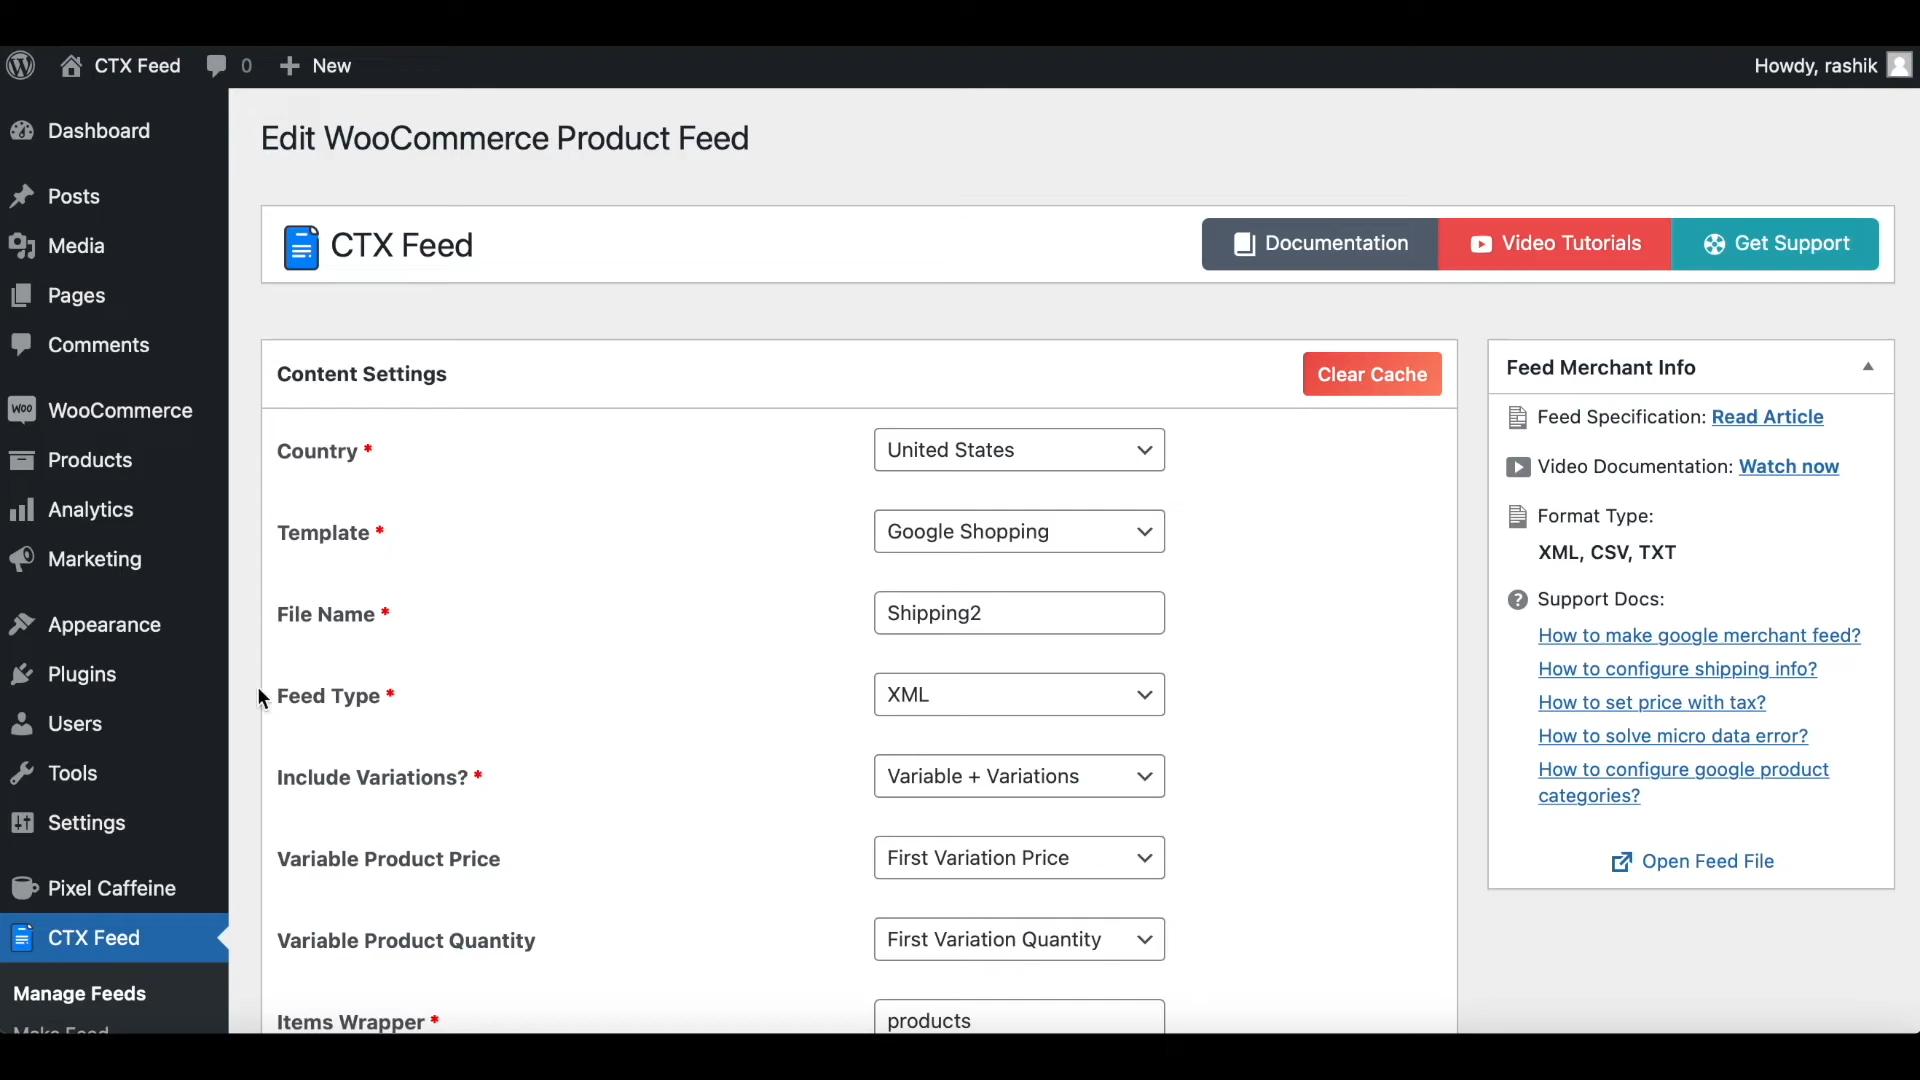 CTX Feed 0 New Howdy, rashik
Dashboard
Posts
Media
Pages
Comments
WooCommerce
Products
Analytics
Marketing
Appearance
Plugins
Users
Tools
Settings
Pixel Caffeine
CTX Feed
Manage Feeds
Make Feed
Edit WooCommerce Product Feed
CTX Feed Documentation Video Tutorials Get Support
Content Settings Clear Cache
Country * United States
Template * Google Shopping
File Name * Shipping2
Feed Type * XML
Include Variations? * Variable + Variations
Variable Product Price First Variation Price
Variable Product Quantity First Variation Quantity
Items Wrapper * products
Feed Merchant Info
Feed Specification: Read Article
Video Documentation: Watch now
Format Type:
XML, CSV, TXT
Support Docs:
How to make google merchant feed?
How to configure shipping info?
How to set price with tax?
How to solve micro data error?
How to configure google product
categories?
Open Feed File